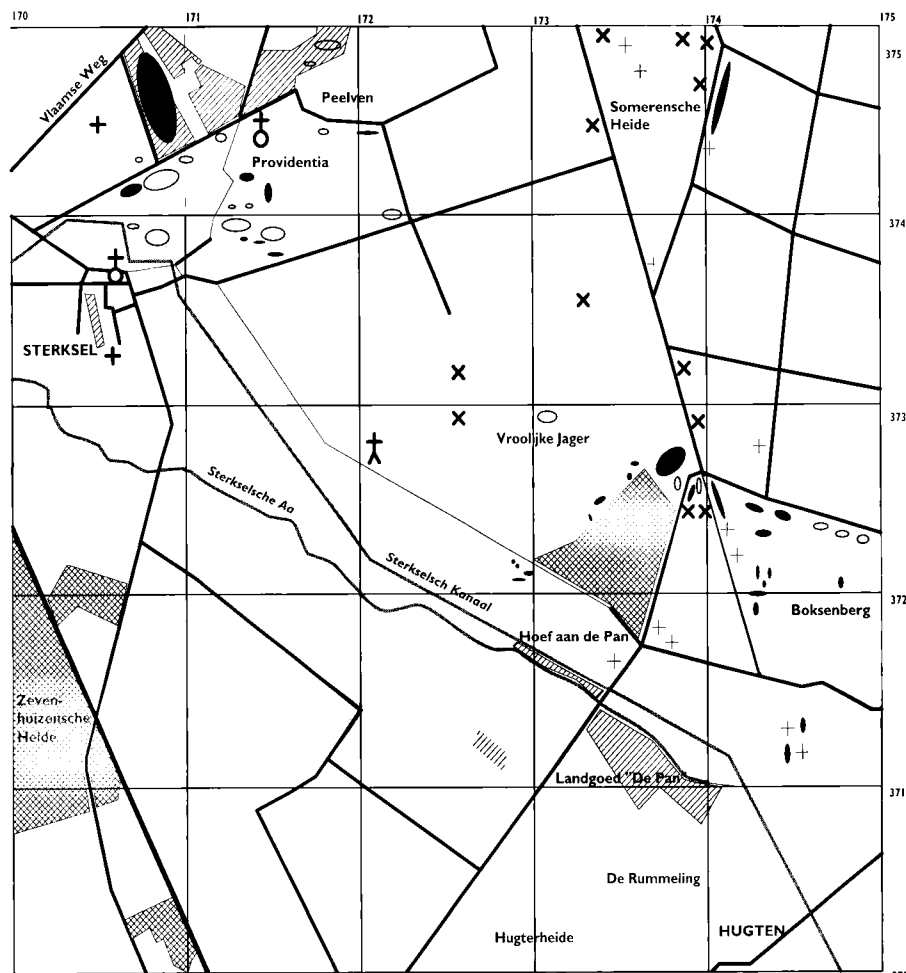 170
171
172
173
174
175
375
Vlaamse Weg
Peelven
Somerensche
Heide
Providentia
374
STERKSEL
373
Vroolijke Jager
Sterkselsche Aa
Sterkselsch Kanaal
372
Boksenberg
Hoef aan de Pan
Zeven-
huizensche
Heide
Landgoed "De Pan"
371
De Rummeling
HUGTEN
Hugterheide